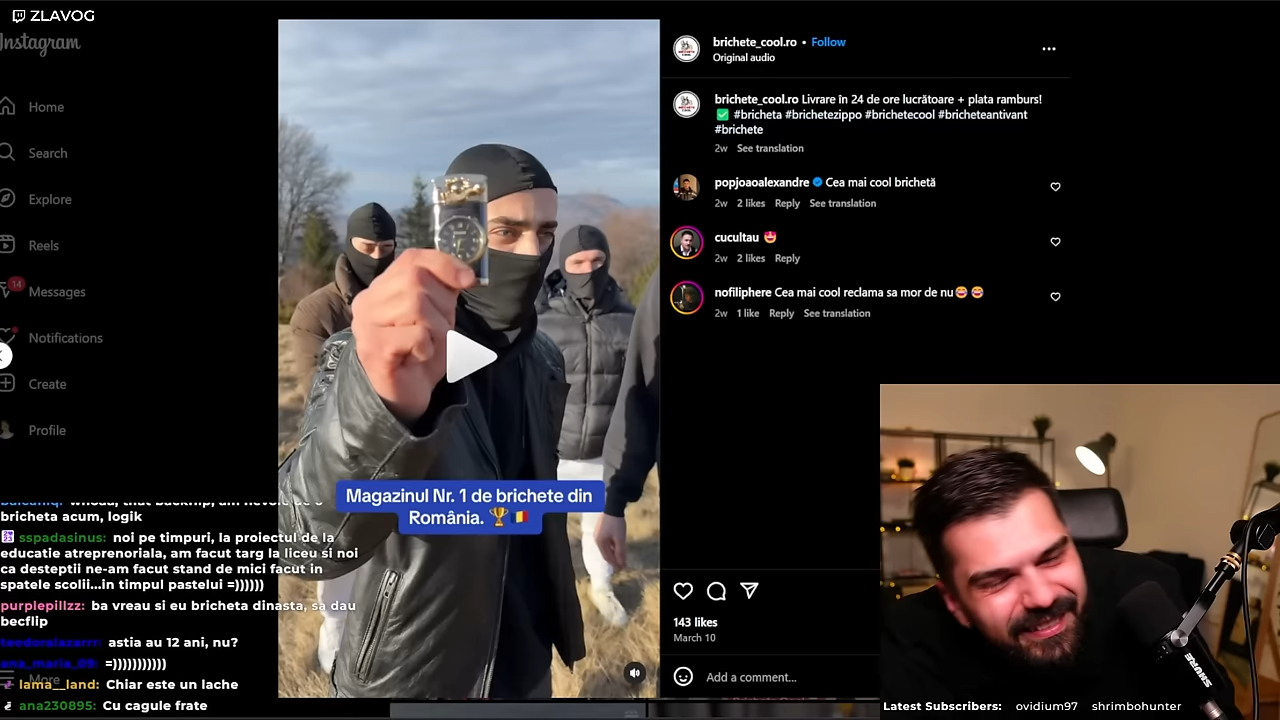 ZLAVOG
Instagram
Home
Search
Explore
Reels
14
Messages
Notifications
Create
Profile
More
brichete_cool.ro • Follow
Original audio
brichete_cool.ro Livrare în 24 de ore lucrătoare + plata ramburs!
✅ #bricheta #brichetezippo #brichetecool #bricheteantivant
#brichete
2w See translation
popjoaoalexandre Cea mai cool brichetă
2w 2 likes Reply See translation
cucultau 😍
2w 2 likes Reply
nofiliphere Cea mai cool reclama sa mor de nu😂 😂
2w 1 like Reply See translation
143 likes
March 10
Add a comment...
Magazinul Nr. 1 de brichete din
România. 🏆🇷🇴
bricheta acum, logik
sspadasinus: noi pe timpuri, la proiectul de la
educatie atreprenoriala, am facut targ la liceu si noi
ca desteptii ne-am facut stand de mici facut in
spatele scolii...in timpul pastelui =))))))
purplepillzz: ba vreau si eu bricheta dinasta, să dau
becflip
astia au 12 ani, nu?
=)))))))))))
lama__land: Chiar este un lache
ana230895: Cu cagule frate
SHURE
Latest Subscribers: ovidium97 shrimbohunter